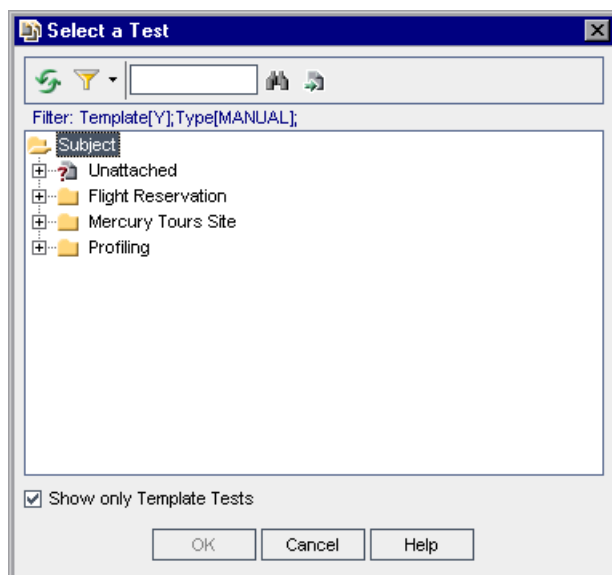 Select a Test
Filter: Template[Y];Type[MANUAL];
Subject
Unattached
Flight Reservation
Mercury Tours Site
Profiling
Show only Template Tests
OK Cancel Help